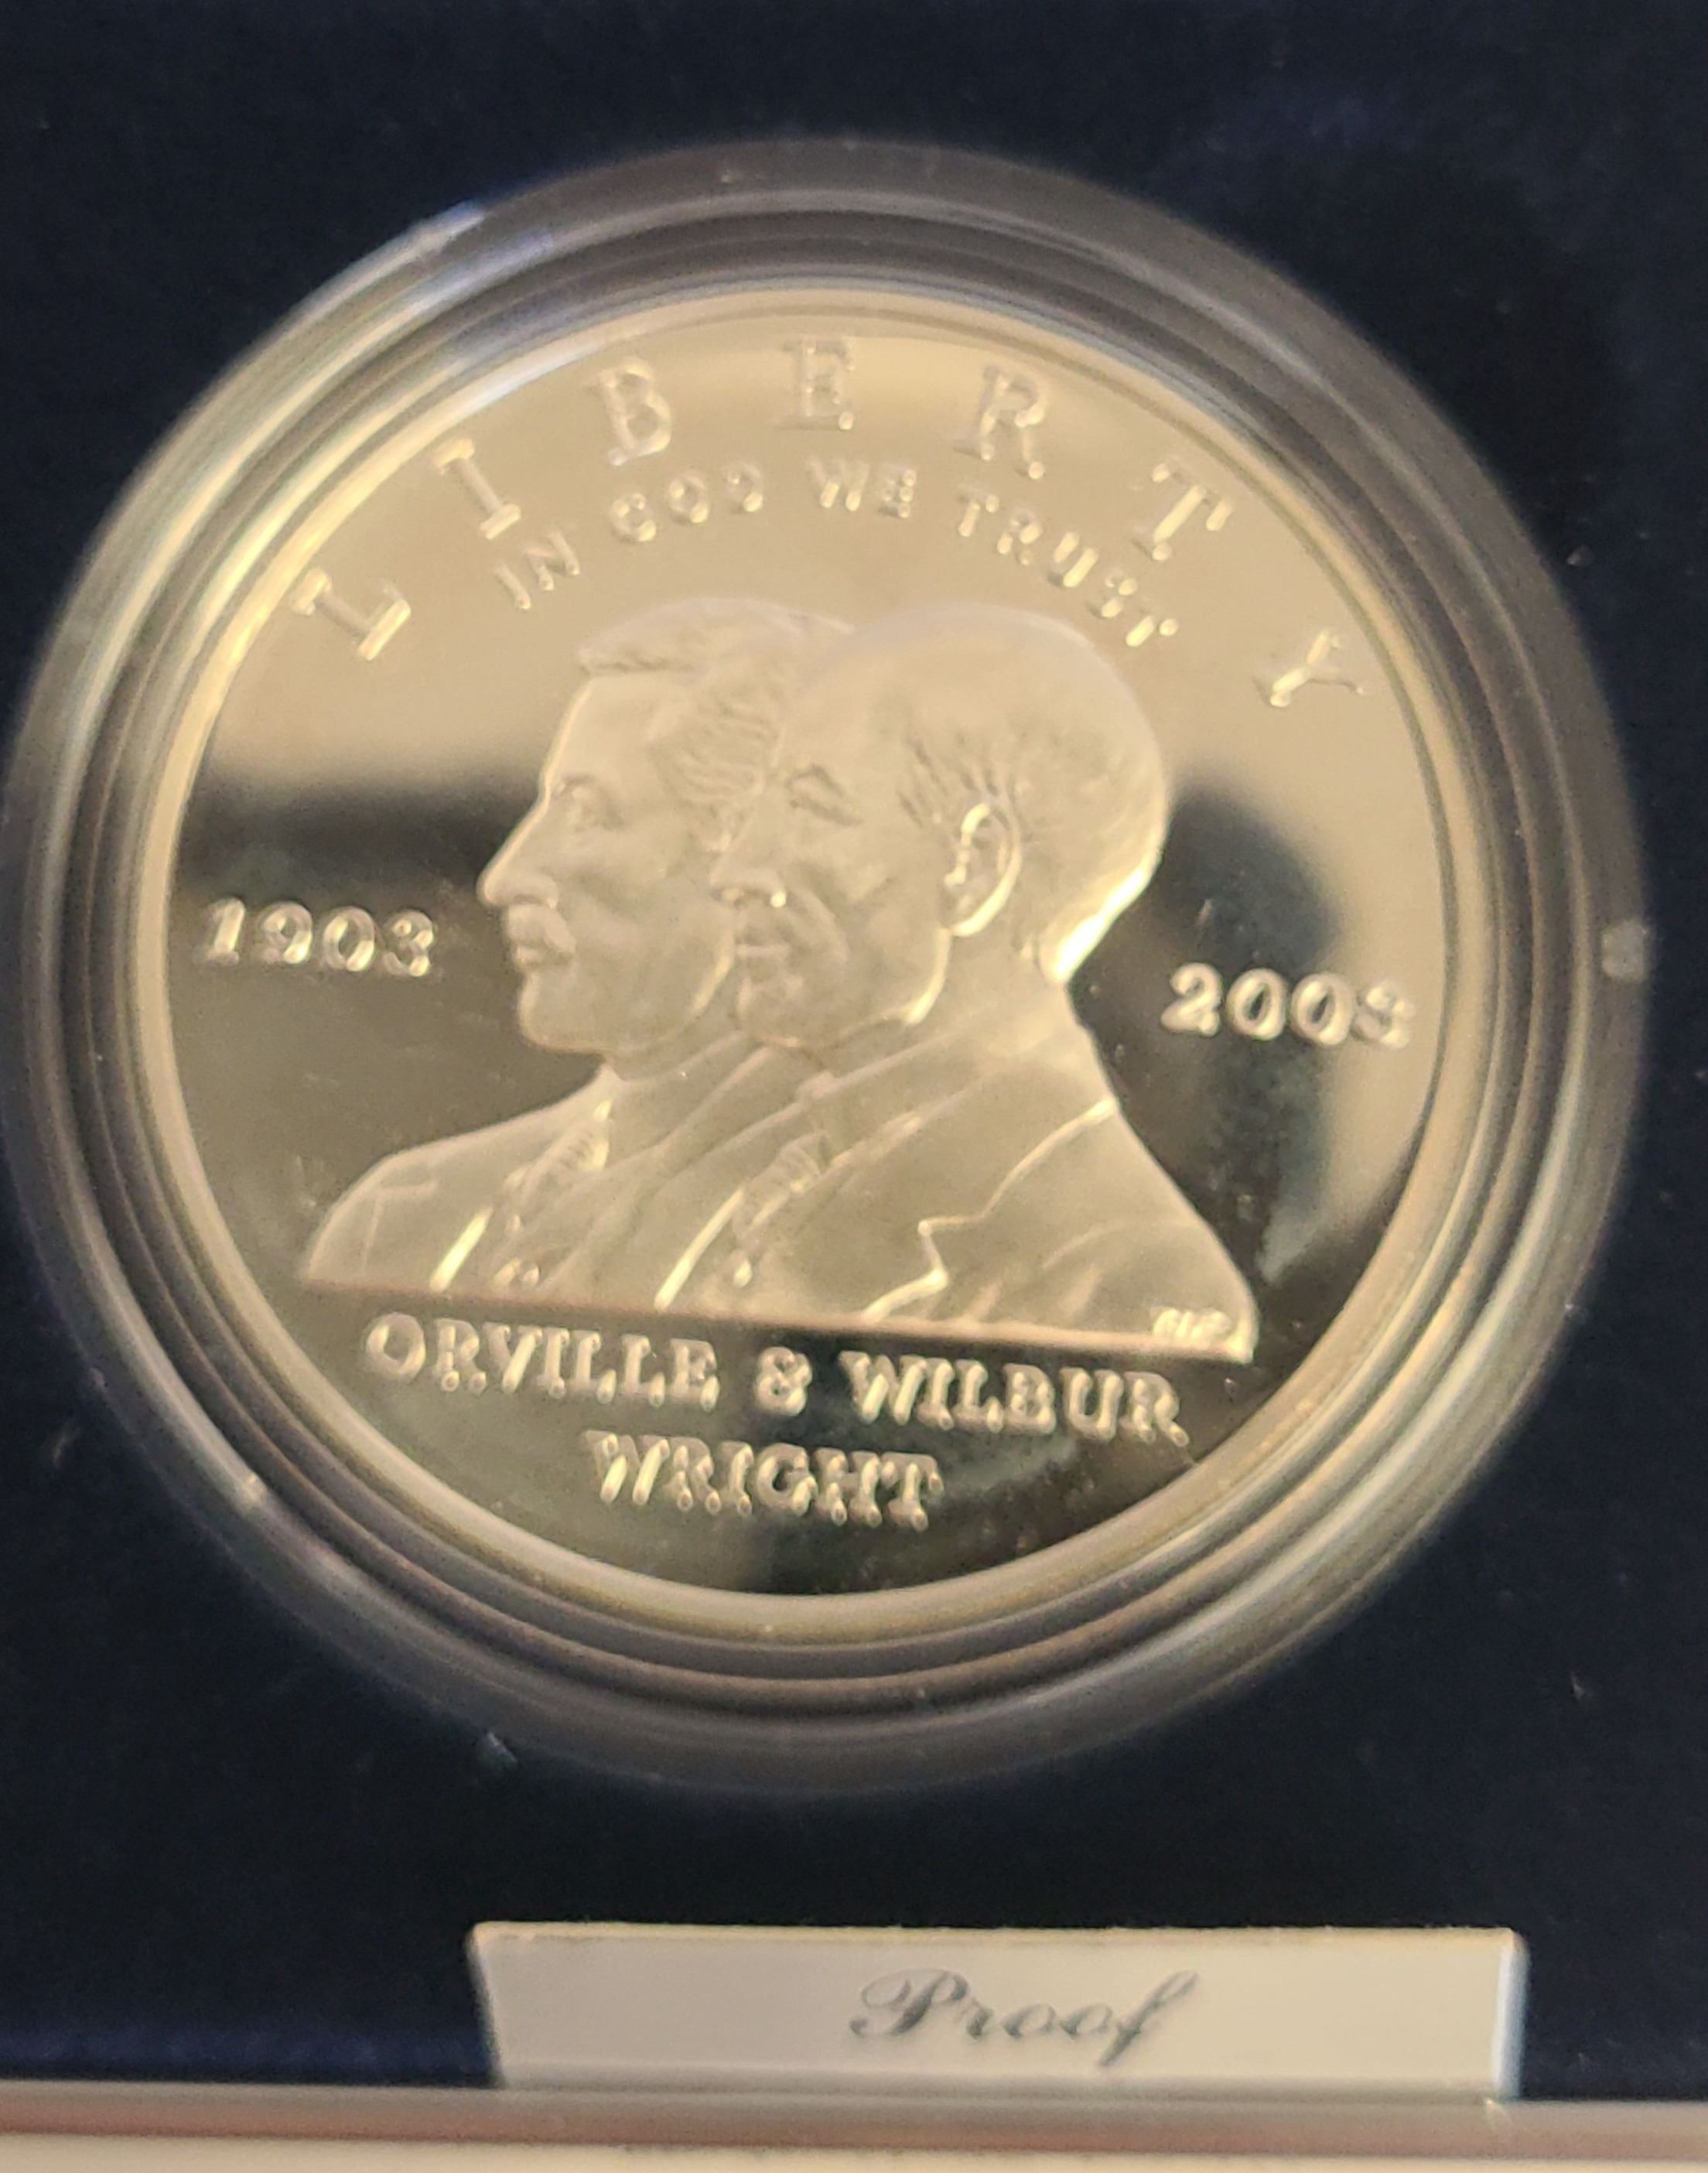 LIBERTY
IN GOD WE TRUST
1903
2003
ORVILLE & WILBUR
WRIGHT
Proof